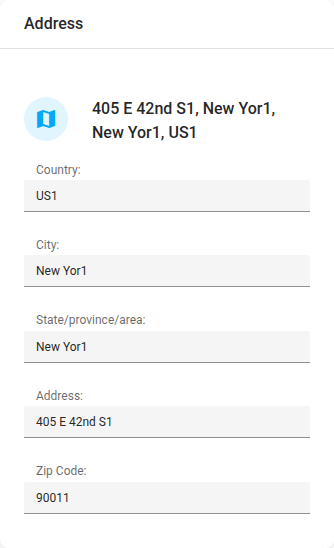 Address
405 E 42nd S1, New Yor1,
New Yor1, US1
Country:
US1
City:
New Yor1
State/province/area:
New Yor1
Address:
405 E 42nd S1
Zip Code:
90011